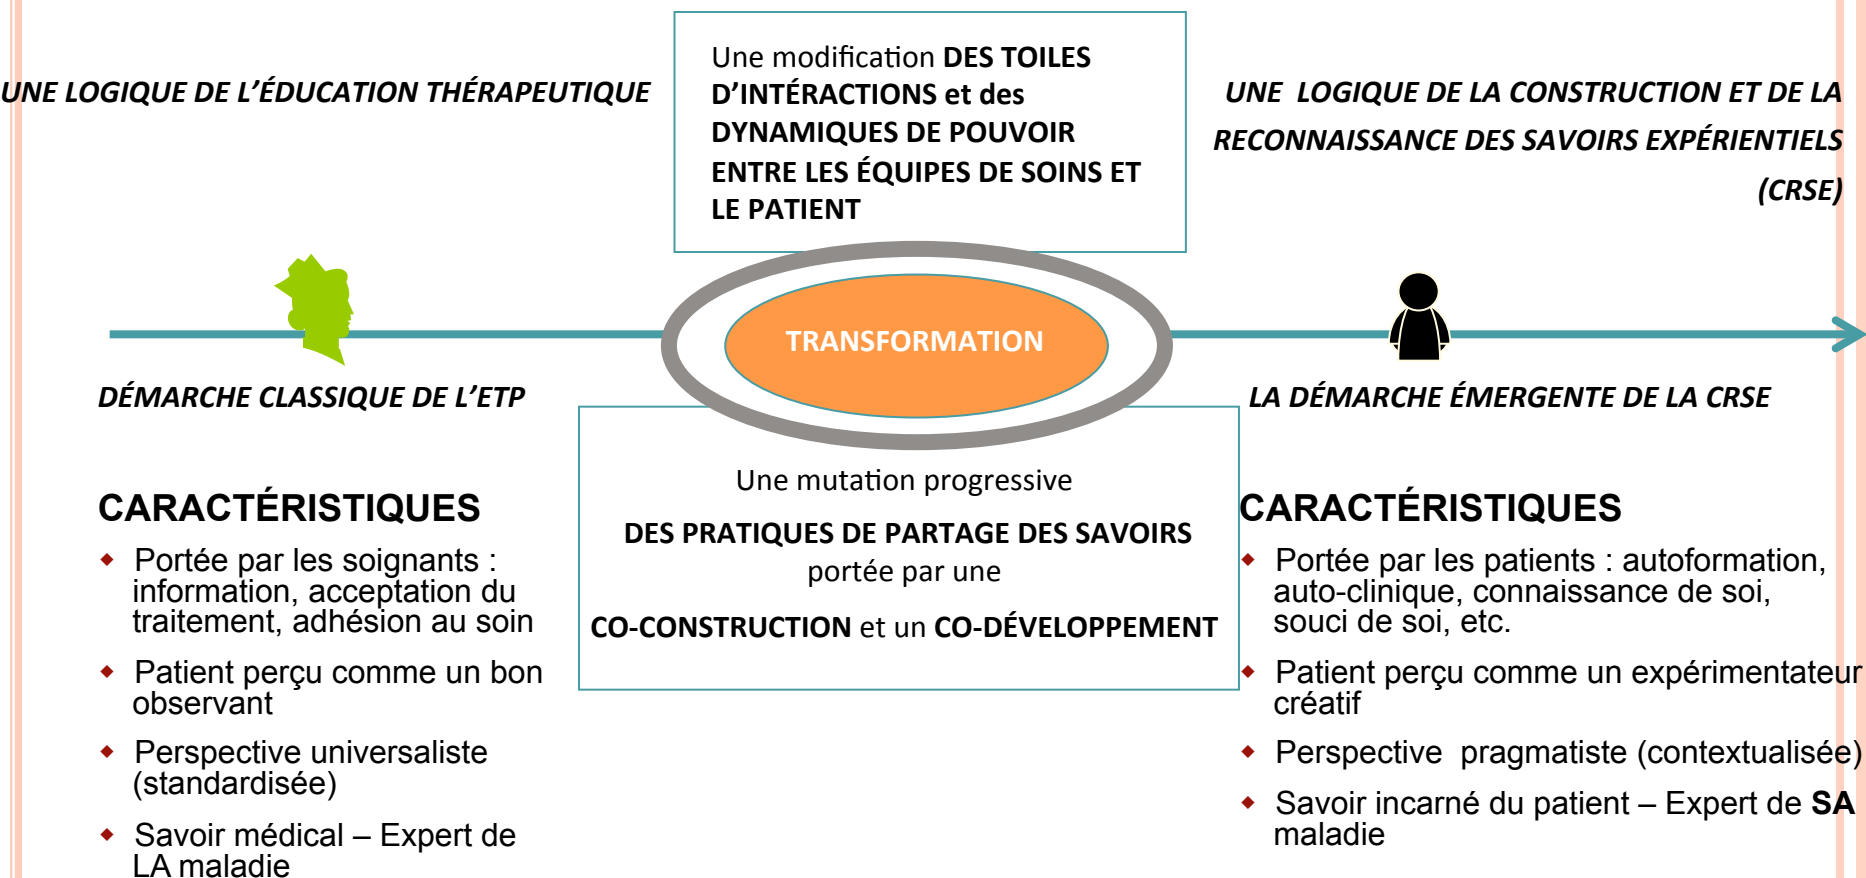 UNE LOGIQUE DE L’ÉDUCATION THÉRAPEUTIQUE
Une modification DES TOILES
D’INTÉRACTIONS et des
DYNAMIQUES DE POUVOIR
ENTRE LES ÉQUIPES DE SOINS ET
LE PATIENT
UNE LOGIQUE DE LA CONSTRUCTION ET DE LA
RECONNAISSANCE DES SAVOIRS EXPÉRIENTIELS
(CRSE)
TRANSFORMATION
DÉMARCHE CLASSIQUE DE L’ETP
LA DÉMARCHE ÉMERGENTE DE LA CRSE
CARACTÉRISTIQUES
Portée par les soignants :
information, acceptation du
traitement, adhésion au soin
Patient perçu comme un bon
observant
Perspective universaliste
(standardisée)
Savoir médical – Expert de
LA maladie
Une mutation progressive
DES PRATIQUES DE PARTAGE DES SAVOIRS
portée par une
CO-CONSTRUCTION et un CO-DÉVELOPPEMENT
CARACTÉRISTIQUES
Portée par les patients : autoformation,
auto-clinique, connaissance de soi,
souci de soi, etc.
Patient perçu comme un expérimentateur
créatif
Perspective pragmatiste (contextualisée)
Savoir incarné du patient – Expert de SA
maladie